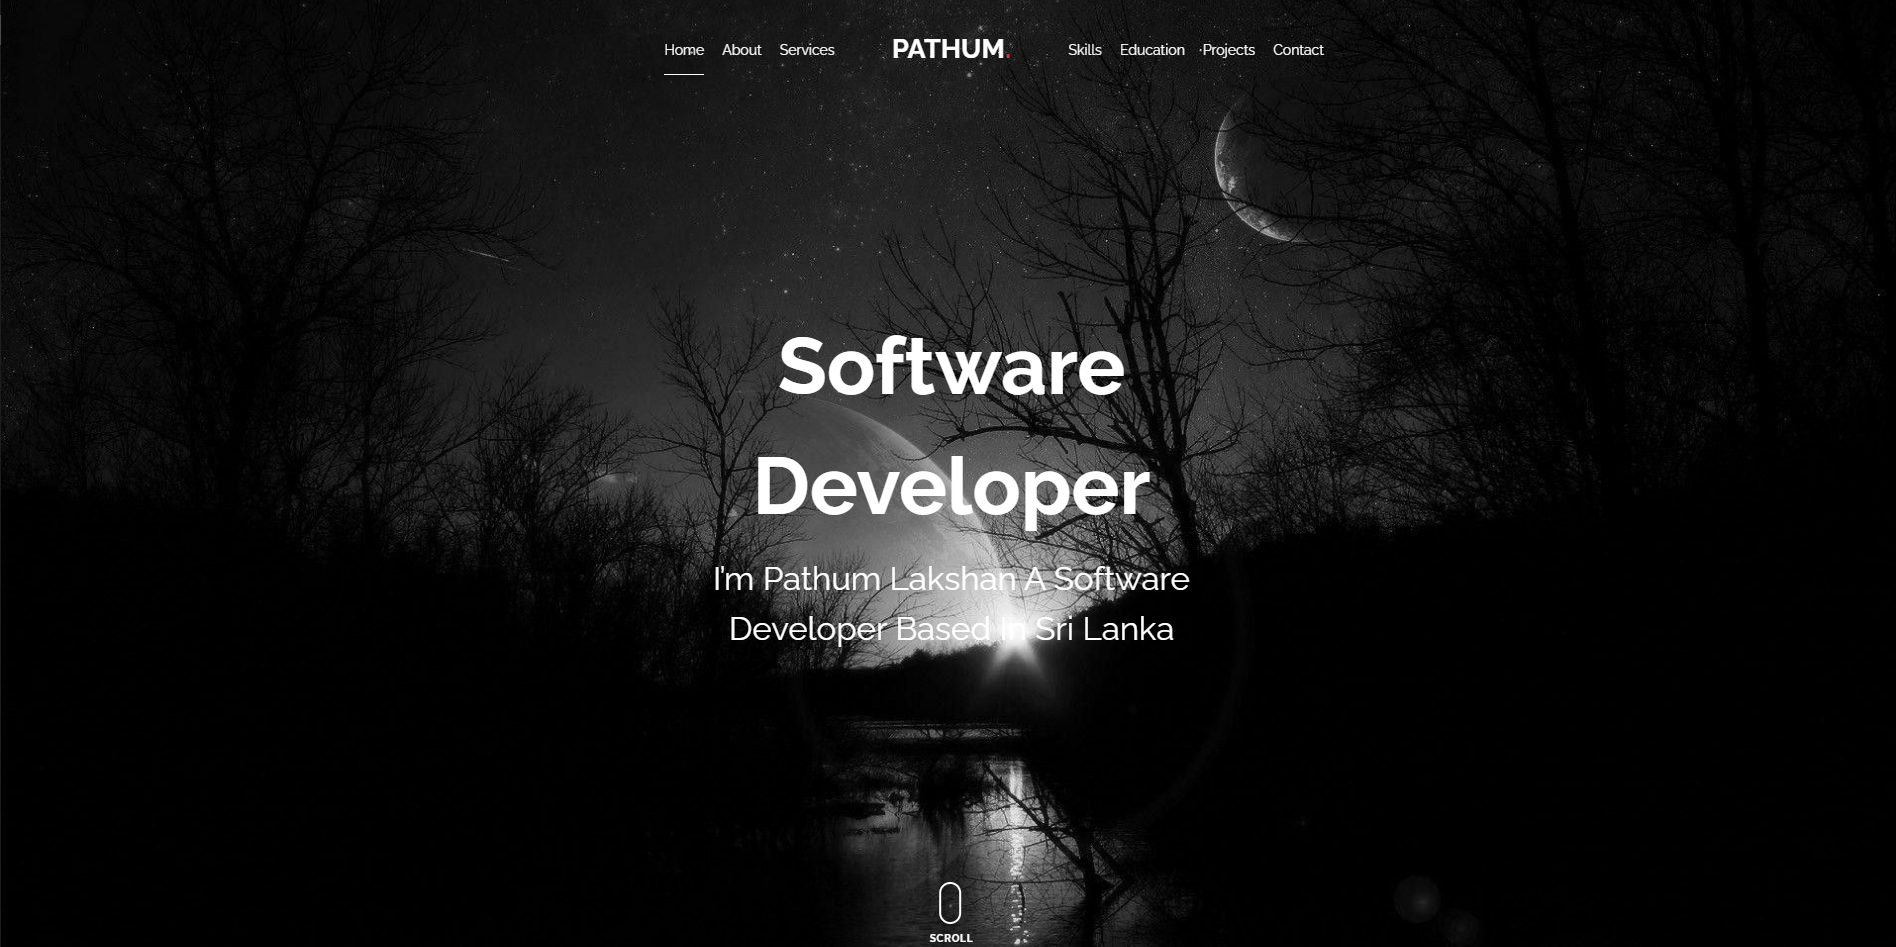 Home About Services PATHUM. Skills Education Projects Contact
Software
Developer
I'm Pathum Lakshan A Software
Developer Based In Sri Lanka
SCROLL